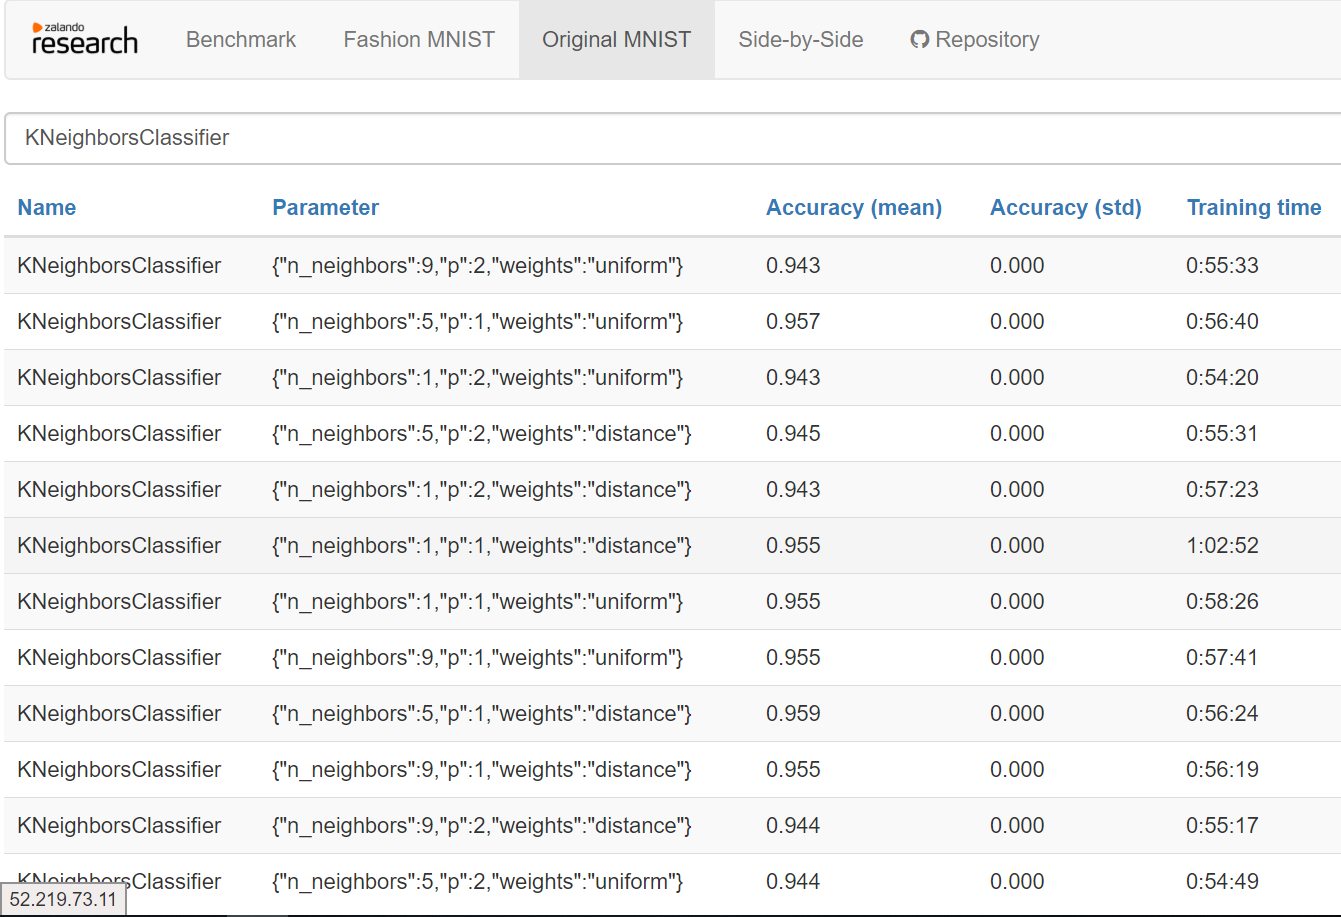 zalando
research Benchmark Fashion MNIST Original MNIST Side-by-Side Repository
KNeighborsClassifier
Name Parameter Accuracy (mean) Accuracy (std) Training time
KNeighborsClassifier {"n_neighbors":9,"p":2,"weights":"uniform"} 0.943 0.000 0:55:33
KNeighborsClassifier {"n_neighbors":5,"p":1,"weights":"uniform"} 0.957 0.000 0:56:40
KNeighborsClassifier {"n_neighbors":1,"p":2,"weights":"uniform"} 0.943 0.000 0:54:20
KNeighborsClassifier {"n_neighbors":5,"p":2,"weights":"distance"} 0.945 0.000 0:55:31
KNeighborsClassifier {"n_neighbors":1,"p":2,"weights":"distance"} 0.943 0.000 0:57:23
KNeighborsClassifier {"n_neighbors":1,"p":1,"weights":"distance"} 0.955 0.000 1:02:52
KNeighborsClassifier {"n_neighbors":1,"p":1,"weights":"uniform"} 0.955 0.000 0:58:26
KNeighborsClassifier {"n_neighbors":9,"p":1,"weights":"uniform"} 0.955 0.000 0:57:41
KNeighborsClassifier {"n_neighbors":5,"p":1,"weights":"distance"} 0.959 0.000 0:56:24
KNeighborsClassifier {"n_neighbors":9,"p":1,"weights":"distance"} 0.955 0.000 0:56:19
KNeighborsClassifier {"n_neighbors":9,"p":2,"weights":"distance"} 0.944 0.000 0:55:17
KNeighborsClassifier {"n_neighbors":5,"p":2,"weights":"uniform"} 0.944 0.000 0:54:49
52.219.73.11